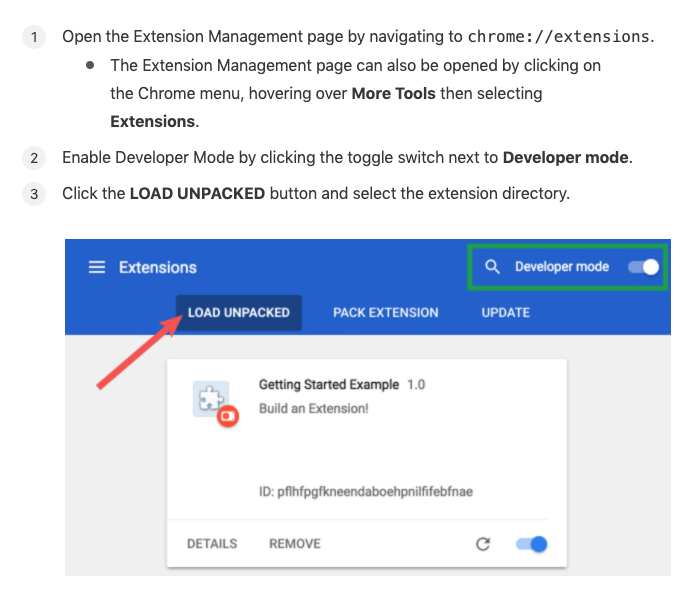 1 Open the Extension Management page by navigating to chrome://extensions.
● The Extension Management page can also be opened by clicking on
the Chrome menu, hovering over More Tools then selecting
Extensions.
2 Enable Developer Mode by clicking the toggle switch next to Developer mode.
3 Click the LOAD UNPACKED button and select the extension directory.
Extensions
Developer mode
LOAD UNPACKED PACK EXTENSION UPDATE
Getting Started Example 1.0
Build an Extension!
ID: pflhfpgfkneendaboehpnilfifebfnae
DETAILS REMOVE